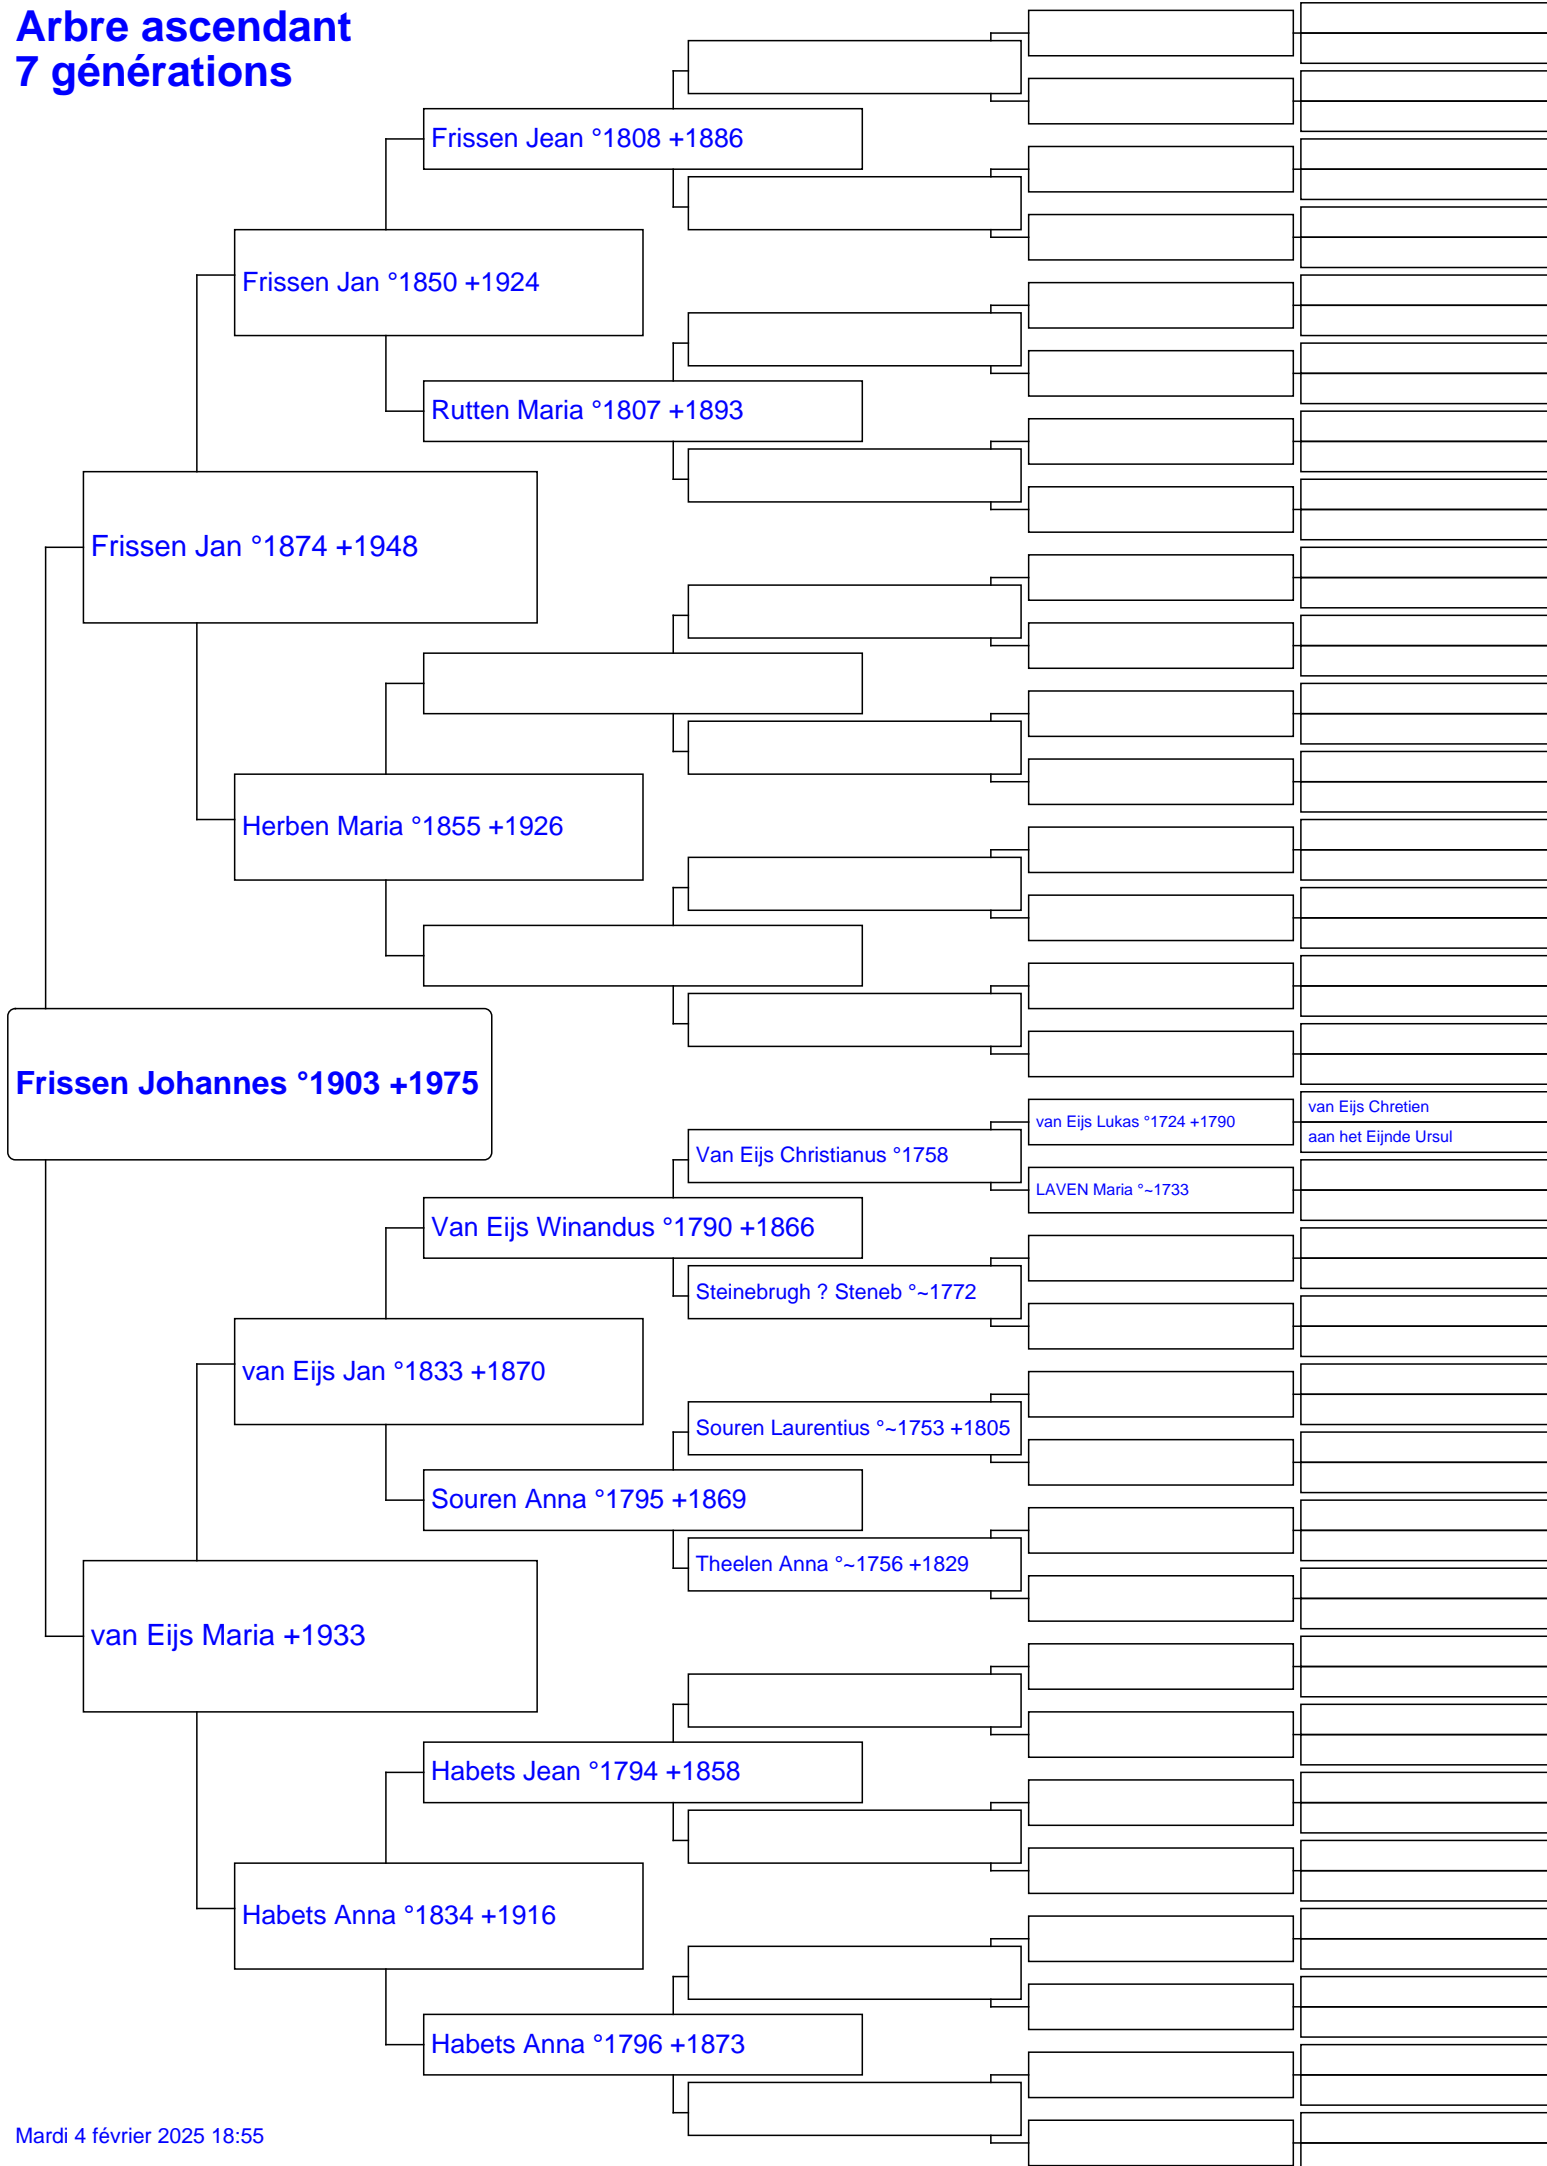 Arbre ascendant
7 générations
Frissen Jean °1808 +1886
Frissen Jan °1850 +1924
Rutten Maria °1807 +1893
Frissen Jan °1874 +1948
Herben Maria °1855 +1926
Frissen Johannes °1903 +1975
van Eijs Chretien
van Eijs Lukas °1724 +1790
aan het Eijnde Ursul
Van Eijs Christianus °1758
LAVEN Maria °~1733
Van Eijs Winandus °1790 +1866
Steinebrugh ? Steneb °~1772
van Eijs Jan °1833 +1870
Souren Laurentius °~1753 +1805
Souren Anna °1795 +1869
Theelen Anna °~1756 +1829
van Eijs Maria +1933
Habets Jean °1794 +1858
Habets Anna °1834 +1916
Habets Anna °1796 +1873
Mardi 4 février 2025 18:55